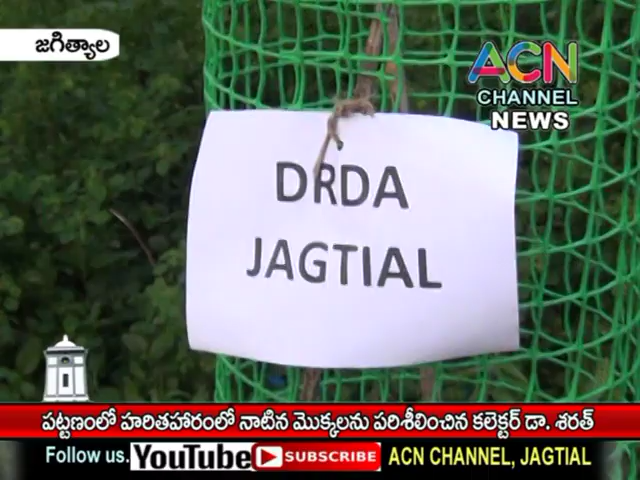 జగిత్యాల
ACN
CHANNEL
NEWS
DRDA
JAGTIAL
పట్టణంలో హరితహారంలో నాటిన మొక్కలను పరిశీలించిన కలెక్టర్ డా. శరత్
Follow us. YouTube SUBSCRIBE ACN CHANNEL, JAGTIAL